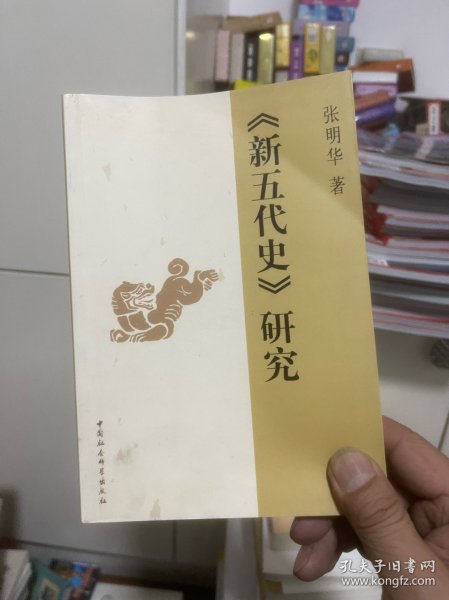 张明华 著
《新五代史》研究
中国社会科学出版社
孔夫子旧书网
www.kongfz.com